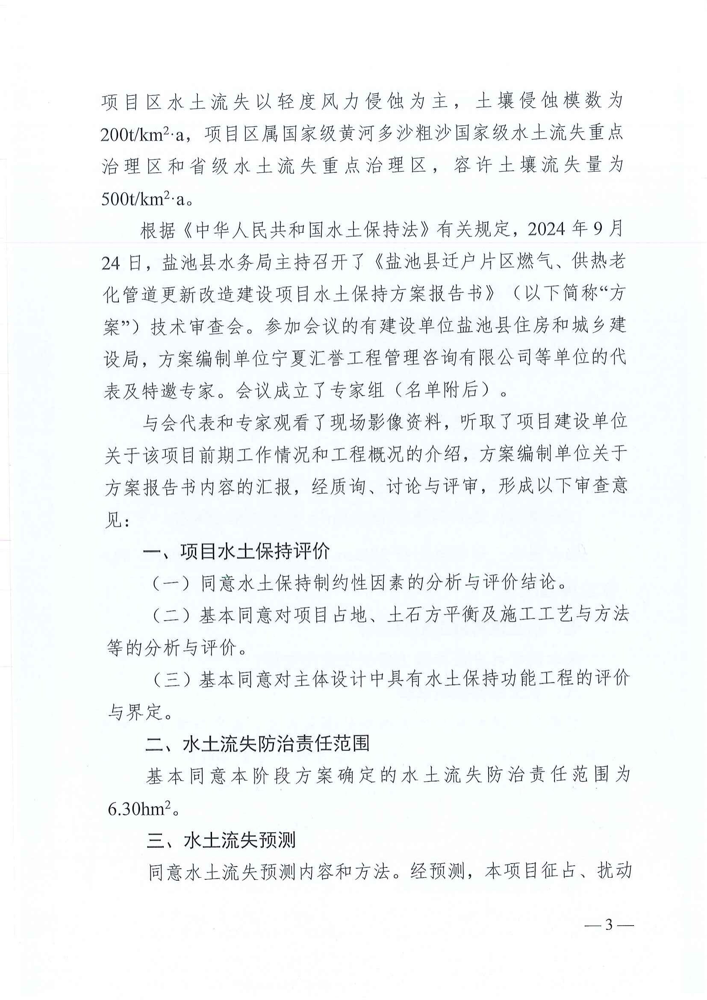 项目区水土流失以轻度风力侵蚀为主，土壤侵蚀模数为
200t/km²·a，项目区属国家级黄河多沙粗沙国家级水土流失重点
治理区和省级水土流失重点治理区，容许土壤流失量为
500t/km²·a。
根据《中华人民共和国水土保持法》有关规定，2024 年 9 月
24 日，盐池县水务局主持召开了《盐池县迁户片区燃气、供热老
化管道更新改造建设项目水土保持方案报告书》（以下简称“方
案”）技术审查会。参加会议的有建设单位盐池县住房和城乡建
设局，方案编制单位宁夏汇誉工程管理咨询有限公司等单位的代
表及特邀专家。会议成立了专家组（名单附后）。
与会代表和专家观看了现场影像资料，听取了项目建设单位
关于该项目前期工作情况和工程概况的介绍，方案编制单位关于
方案报告书内容的汇报，经质询、讨论与评审，形成以下审查意
见：
一、项目水土保持评价
（一）同意水土保持制约性因素的分析与评价结论。
（二）基本同意对项目占地、土石方平衡及施工工艺与方法
等的分析与评价。
（三）基本同意对主体设计中具有水土保持功能工程的评价
与界定。
二、水土流失防治责任范围
基本同意本阶段方案确定的水土流失防治责任范围为
6.30hm²。
三、水土流失预测
同意水土流失预测内容和方法。经预测，本项目征占、扰动
— 3 —